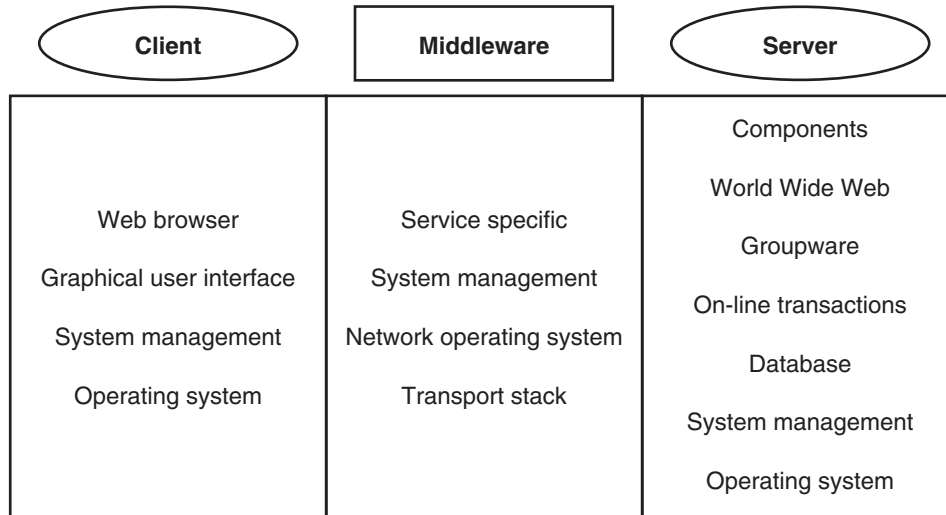 Client
Middleware
Server
Web browser
Graphical user interface
System management
Operating system
Service specific
System management
Network operating system
Transport stack
Components
World Wide Web
Groupware
On-line transactions
Database
System management
Operating system